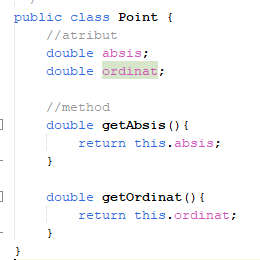 public class Point {
//atribut
double absis;
double ordinat;
//method
double getAbsis(){
return this.absis;
}
double getOrdinat(){
return this.ordinat;
}
}